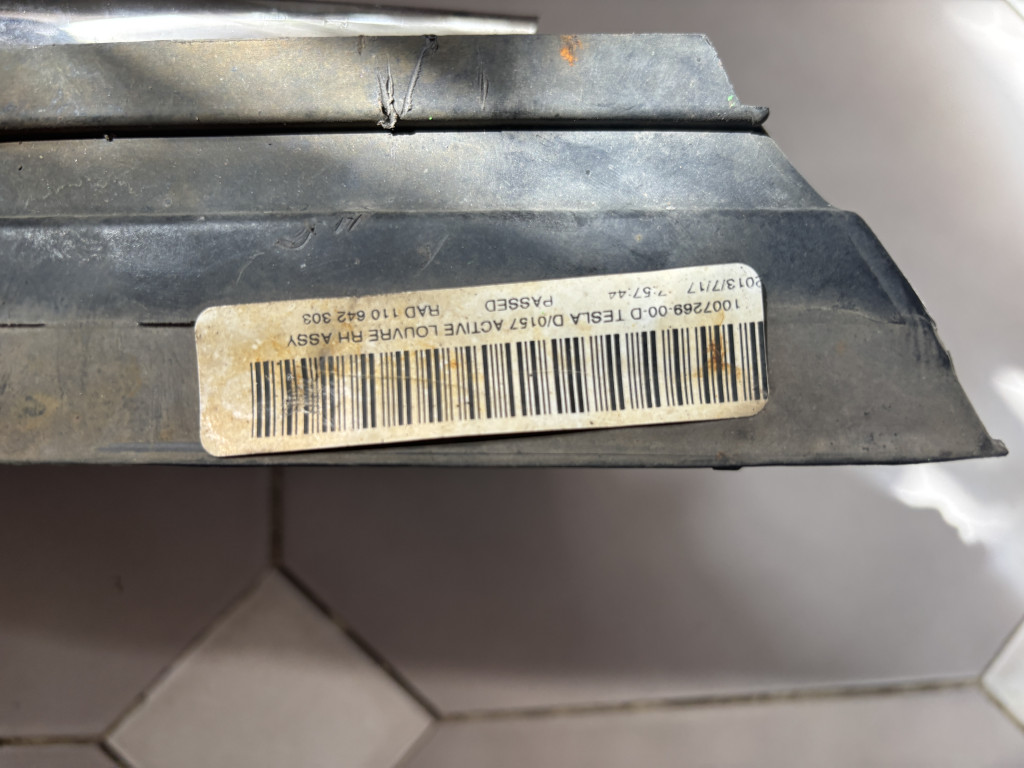 1007269-00-D TESLA D/0157 ACTIVE LOUVRE RH ASSY
2013/7/17 7:57:44 PASSED RAD 110 642 303